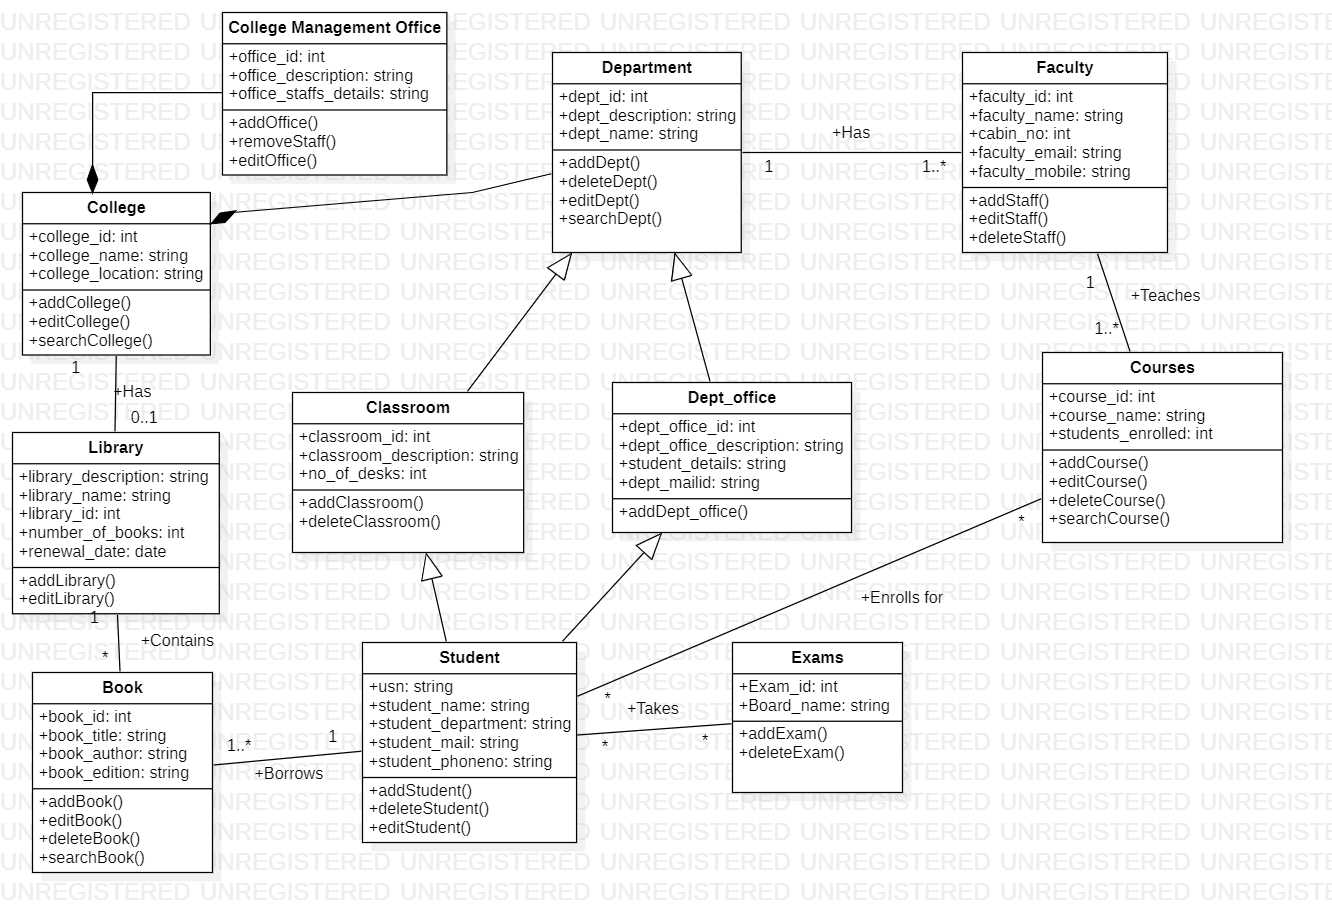 College Management Office
+office_id: int
+office_description: string
+office_staffs_details: string
+addOffice()
+removeStaff()
+editOffice()
Department
+dept_id: int
+dept_description: string
+dept_name: string
+addDept()
+deleteDept()
+editDept()
+searchDept()
+Has
1
1..*
Faculty
+faculty_id: int
+faculty_name: string
+cabin_no: int
+faculty_email: string
+faculty_mobile: string
+addStaff()
+editStaff()
+deleteStaff()
College
+college_id: int
+college_name: string
+college_location: string
+addCollege()
+editCollege()
+searchCollege()
1
+Has
0..1
1
+Teaches
1..*
Library
+library_description: string
+library_name: string
+library_id: int
+number_of_books: int
+renewal_date: date
+addLibrary()
+editLibrary()
Classroom
+classroom_id: int
+classroom_description: string
+no_of_desks: int
+addClassroom()
+deleteClassroom()
Dept_office
+dept_office_id: int
+dept_office_description: string
+student_details: string
+dept_mailid: string
+addDept_office()
Courses
+course_id: int
+course_name: string
+students_enrolled: int
+addCourse()
+editCourse()
+deleteCourse()
+searchCourse()
1
+Contains
*
*
+Enrolls for
*
Book
+book_id: int
+book_title: string
+book_author: string
+book_edition: string
+addBook()
+editBook()
+deleteBook()
+searchBook()
1..*
1
+Borrows
Student
+usn: string
+student_name: string
+student_department: string
+student_mail: string
+student_phoneno: string
+addStudent()
+deleteStudent()
+editStudent()
+Takes
*
*
Exams
+Exam_id: int
+Board_name: string
+addExam()
+deleteExam()
UNREGISTERED